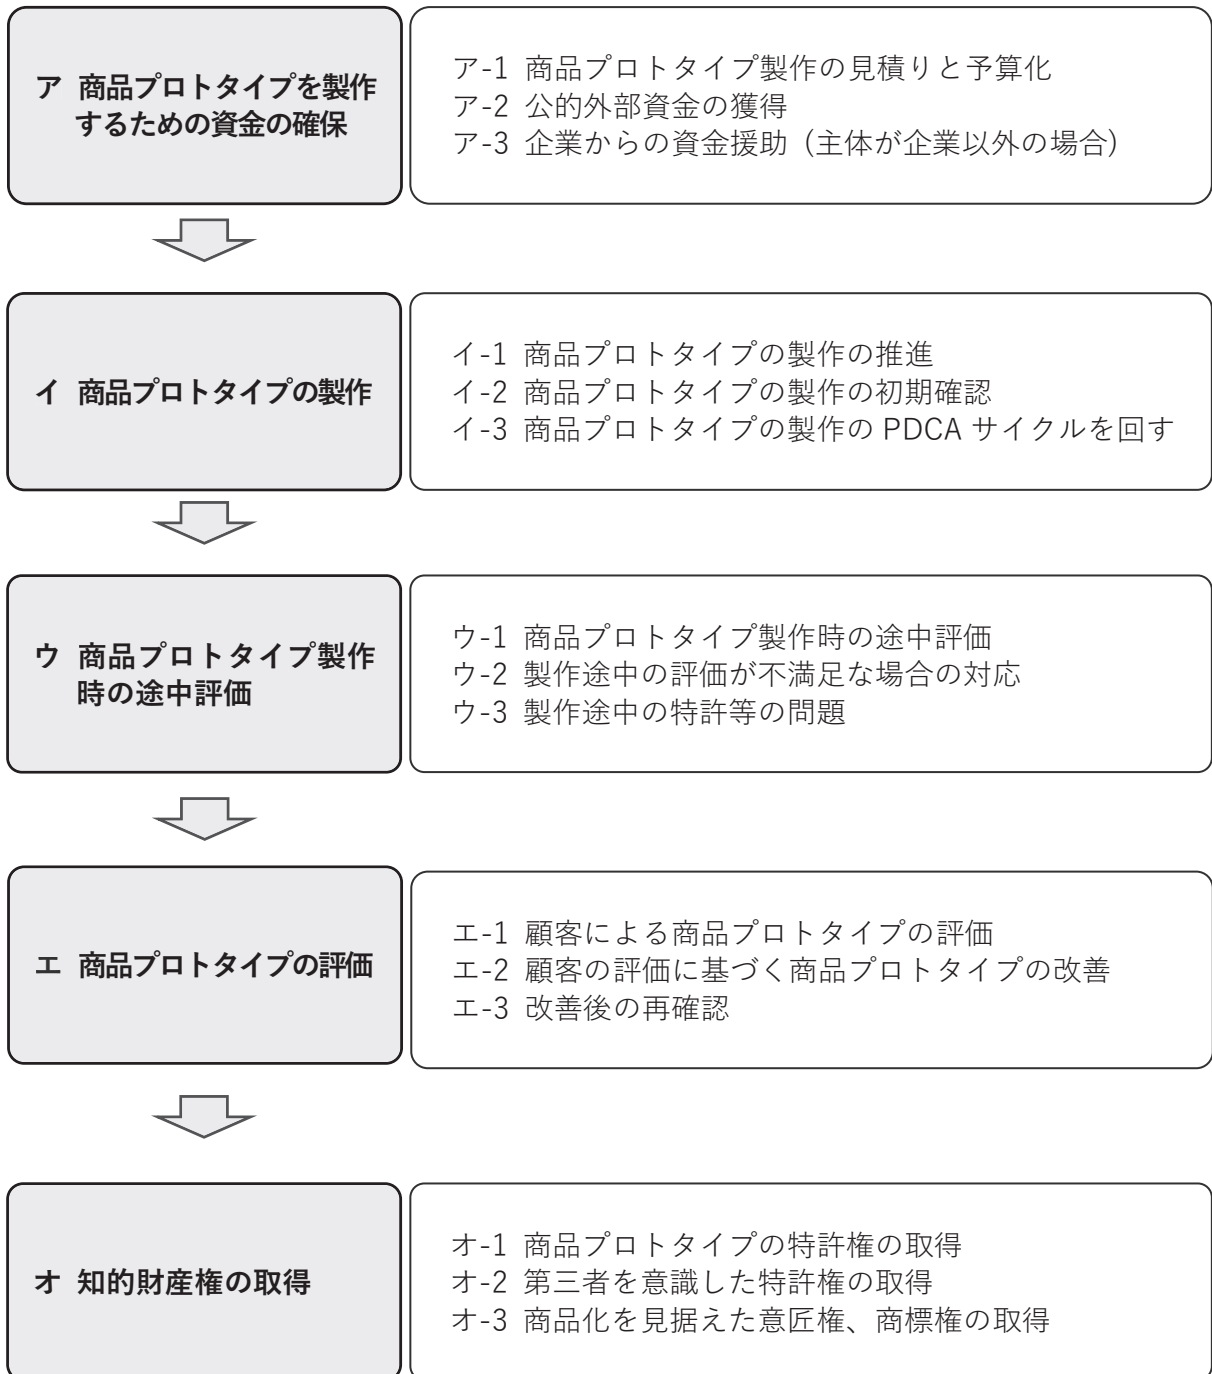 ア 商品プロトタイプを製作
するための資金の確保
ア-1 商品プロトタイプ製作の見積りと予算化
ア-2 公的外部資金の獲得
ア-3 企業からの資金援助（主体が企業以外の場合）
イ 商品プロトタイプの製作
イ-1 商品プロトタイプの製作の推進
イ-2 商品プロトタイプの製作の初期確認
イ-3 商品プロトタイプの製作の PDCA サイクルを回す
ウ 商品プロトタイプ製作
時の途中評価
ウ-1 商品プロトタイプ製作時の途中評価
ウ-2 製作途中の評価が不満足な場合の対応
ウ-3 製作途中の特許等の問題
エ 商品プロトタイプの評価
エ-1 顧客による商品プロトタイプの評価
エ-2 顧客の評価に基づく商品プロトタイプの改善
エ-3 改善後の再確認
オ 知的財産権の取得
オ-1 商品プロトタイプの特許権の取得
オ-2 第三者を意識した特許権の取得
オ-3 商品化を見据えた意匠権、商標権の取得